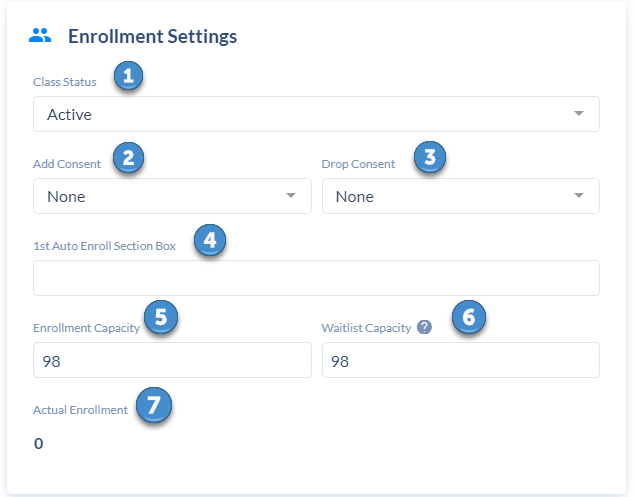 Enrollment Settings
Class Status 1
Active
Add Consent 2 Drop Consent 3
None None
1st Auto Enroll Section Box 4
Enrollment Capacity 5 Waitlist Capacity ? 6
98 98
Actual Enrollment 7
0